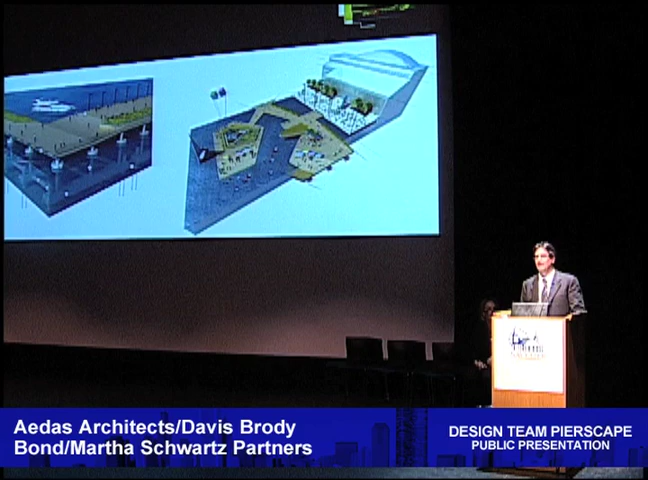 Aedas Architects/Davis Brody
Bond/Martha Schwartz Partners
DESIGN TEAM PIERSCAPE
PUBLIC PRESENTATION